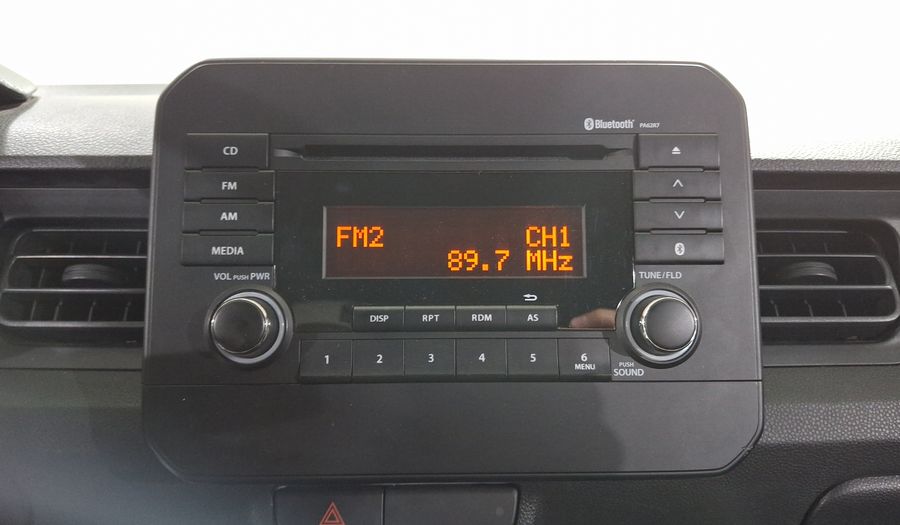 Bluetooth PA62R7
CD
FM
AM
MEDIA
FM2 CH1
89.7 MHz
VOL PUSH PWR
TUNE/FLD
DISP RPT RDM AS
1 2 3 4 5 6
MENU
PUSH
SOUND